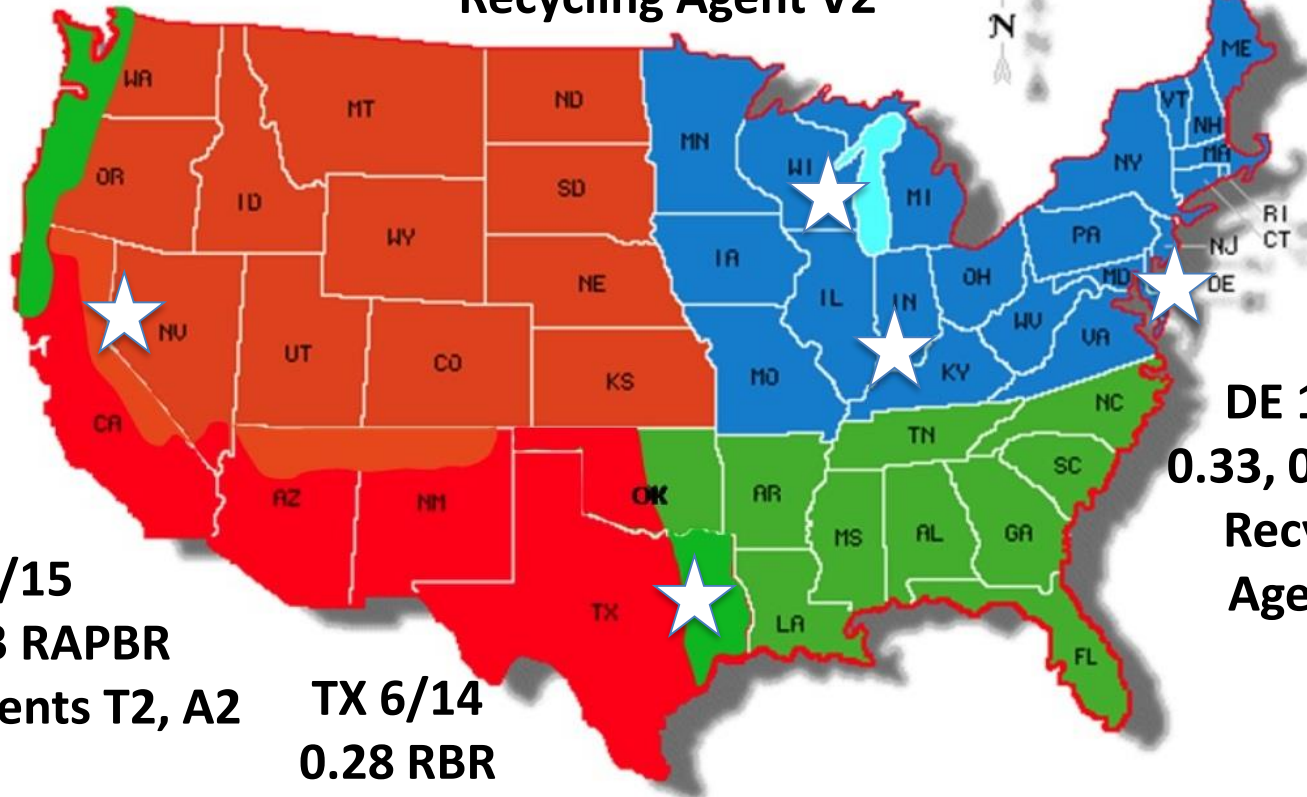 Recycling Agent V2
N
WA
MT
ND
MN
ME
VT
NH
MA
NY
OR
ID
SD
WI
MI
WY
RI
CT
PA
NJ
IA
NE
OH
MD
DE
IL
IN
NV
UT
CO
WV
VA
KS
MO
KY
CA
NC
TN
DE 1
0.33, 0
Recy
Age
AZ
NM
OK
AR
SC
MS
AL
GA
TX
LA
FL
/15
RAPBR
ents T2, A2
TX 6/14
0.28 RBR